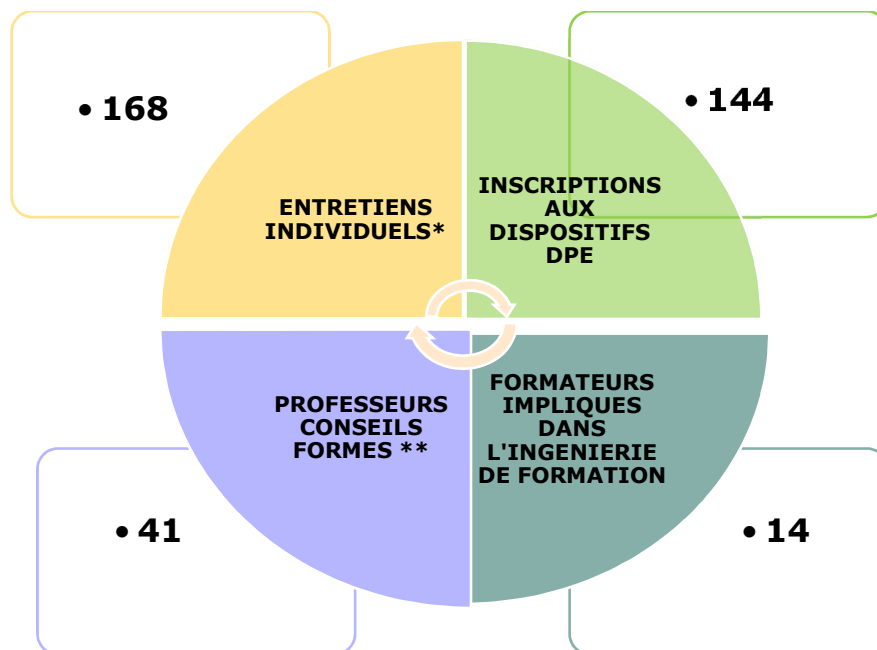 • 168
• 144
ENTRETIENS
INDIVIDUELS*
INSCRIPTIONS
AUX
DISPOSITIFS
DPE
PROFESSEURS
CONSEILS
FORMES **
FORMATEURS
IMPLIQUES
DANS
L'INGENIERIE
DE FORMATION
• 41
• 14